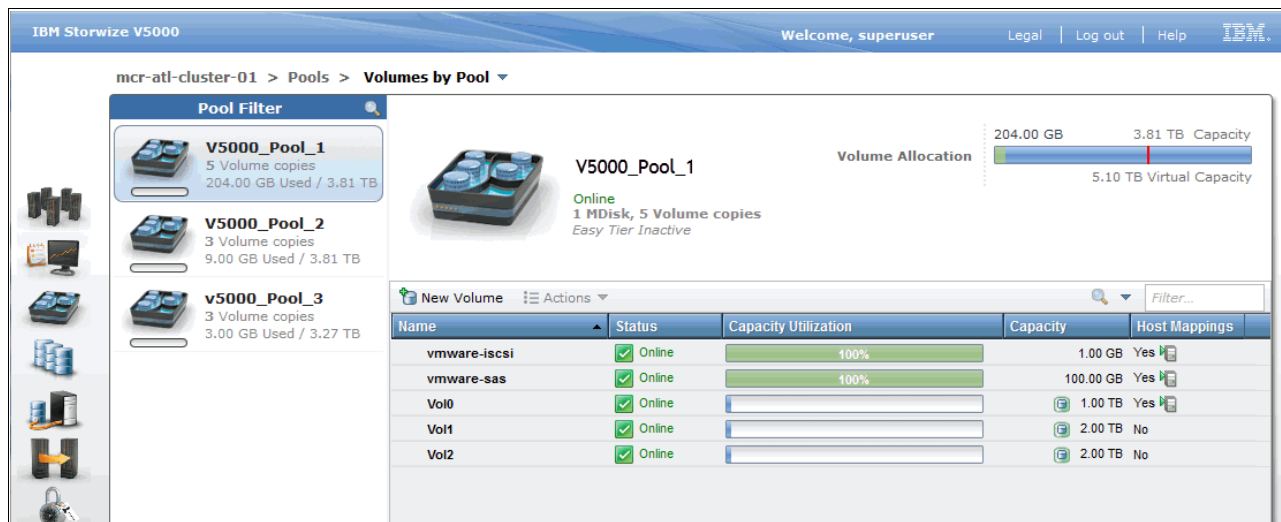 IBM Storwize V5000 Welcome, superuser Legal | Log out | Help IBM.
mcr-atl-cluster-01 > Pools > Volumes by Pool
Pool Filter
V5000_Pool_1
5 Volume copies
204.00 GB Used / 3.81 TB
V5000_Pool_2
3 Volume copies
9.00 GB Used / 3.81 TB
v5000_Pool_3
3 Volume copies
3.00 GB Used / 3.27 TB
V5000_Pool_1
Online
1 MDisk, 5 Volume copies
Easy Tier Inactive
Volume Allocation
204.00 GB 3.81 TB Capacity
5.10 TB Virtual Capacity
New Volume Actions Filter...
Name Status Capacity Utilization Capacity Host Mappings
vmware-iscsi Online 100% 1.00 GB Yes
vmware-sas Online 100% 100.00 GB Yes
Vol0 Online 1.00 TB Yes
Vol1 Online 2.00 TB No
Vol2 Online 2.00 TB No